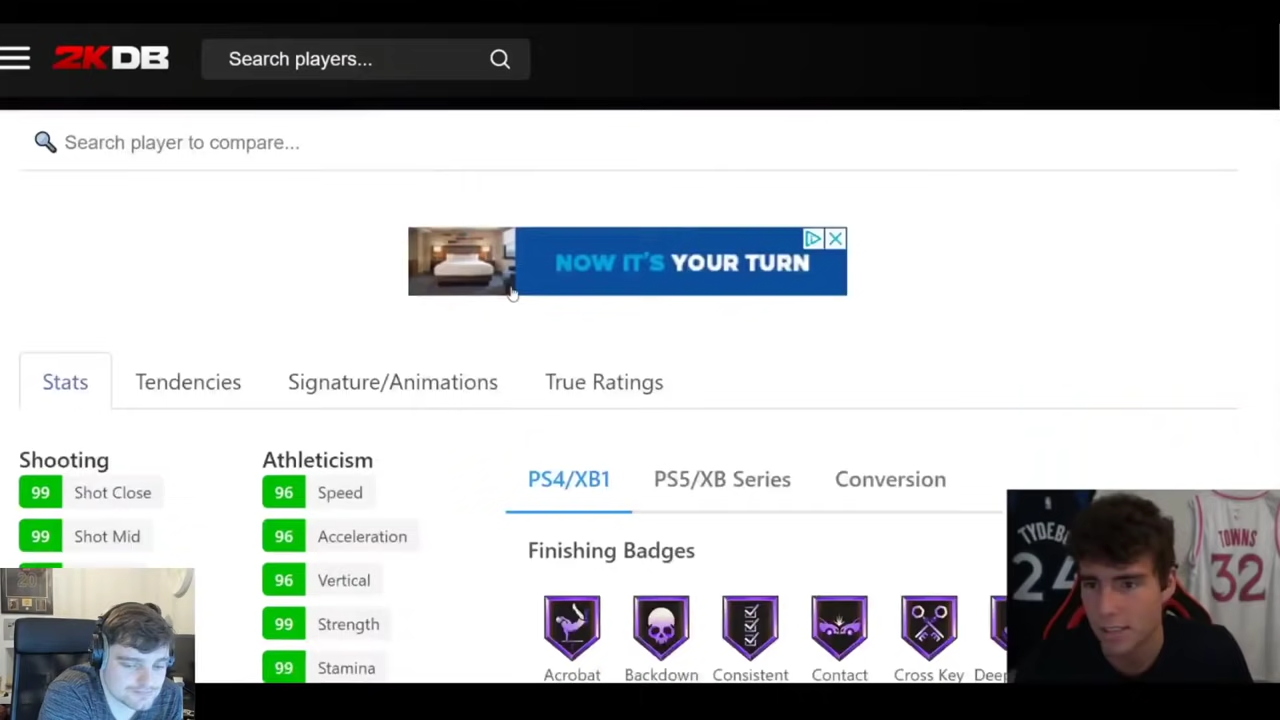 2KDB
Search players...
Search player to compare...
NOW IT'S YOUR TURN
Stats
Tendencies
Signature/Animations
True Ratings
Shooting
99 Shot Close
99 Shot Mid
Athleticism
96 Speed
96 Acceleration
96 Vertical
99 Strength
99 Stamina
PS4/XB1
PS5/XB Series
Conversion
Finishing Badges
Acrobat
Backdown
Consistent
Contact
Cross Key
TOWNS
32